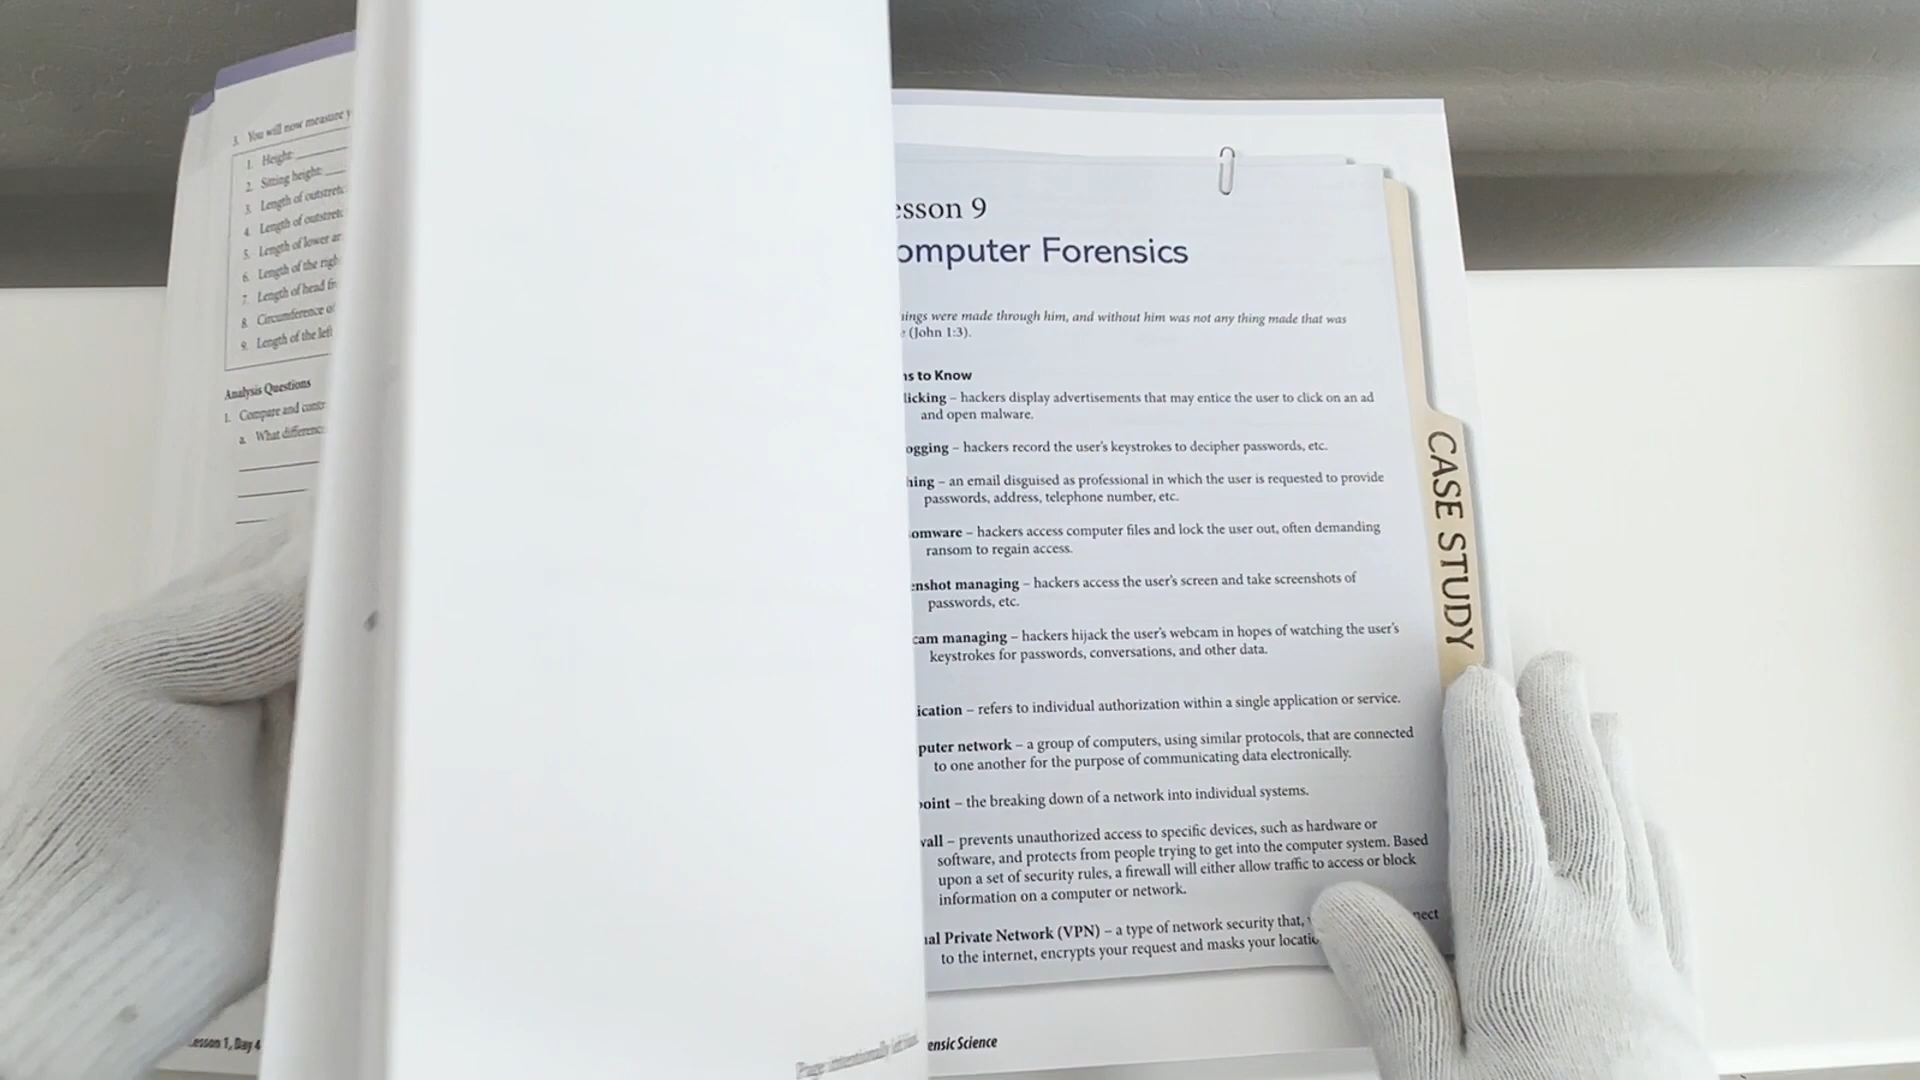 3. You will now measure y
1. Height:
2. Sitting height:
3. Length of outstretc
4. Length of outstretc
5. Length of lower ar
6. Length of the righ
7. Length of head fr
8. Circumference of
9. Length of the left
Analysis Questions
1. Compare and contr
a. What differenc
esson 1, Day 4
Page intentionally left
esson 9
omputer Forensics
ings were made through him, and without him was not any thing made that was
(John 1:3).
ns to Know
licking – hackers display advertisements that may entice the user to click on an ad
and open malware.
ogging – hackers record the user's keystrokes to decipher passwords, etc.
hing – an email disguised as professional in which the user is requested to provide
passwords, address, telephone number, etc.
omware – hackers access computer files and lock the user out, often demanding
ransom to regain access.
enshot managing – hackers access the user's screen and take screenshots of
passwords, etc.
cam managing – hackers hijack the user's webcam in hopes of watching the user's
keystrokes for passwords, conversations, and other data.
ication – refers to individual authorization within a single application or service.
puter network – a group of computers, using similar protocols, that are connected
to one another for the purpose of communicating data electronically.
point – the breaking down of a network into individual systems.
wall – prevents unauthorized access to specific devices, such as hardware or
software, and protects from people trying to get into the computer system. Based
upon a set of security rules, a firewall will either allow traffic to access or block
information on a computer or network.
ual Private Network (VPN) – a type of network security that, nect
to the internet, encrypts your request and masks your locatio
ensic Science
CASE STUDY